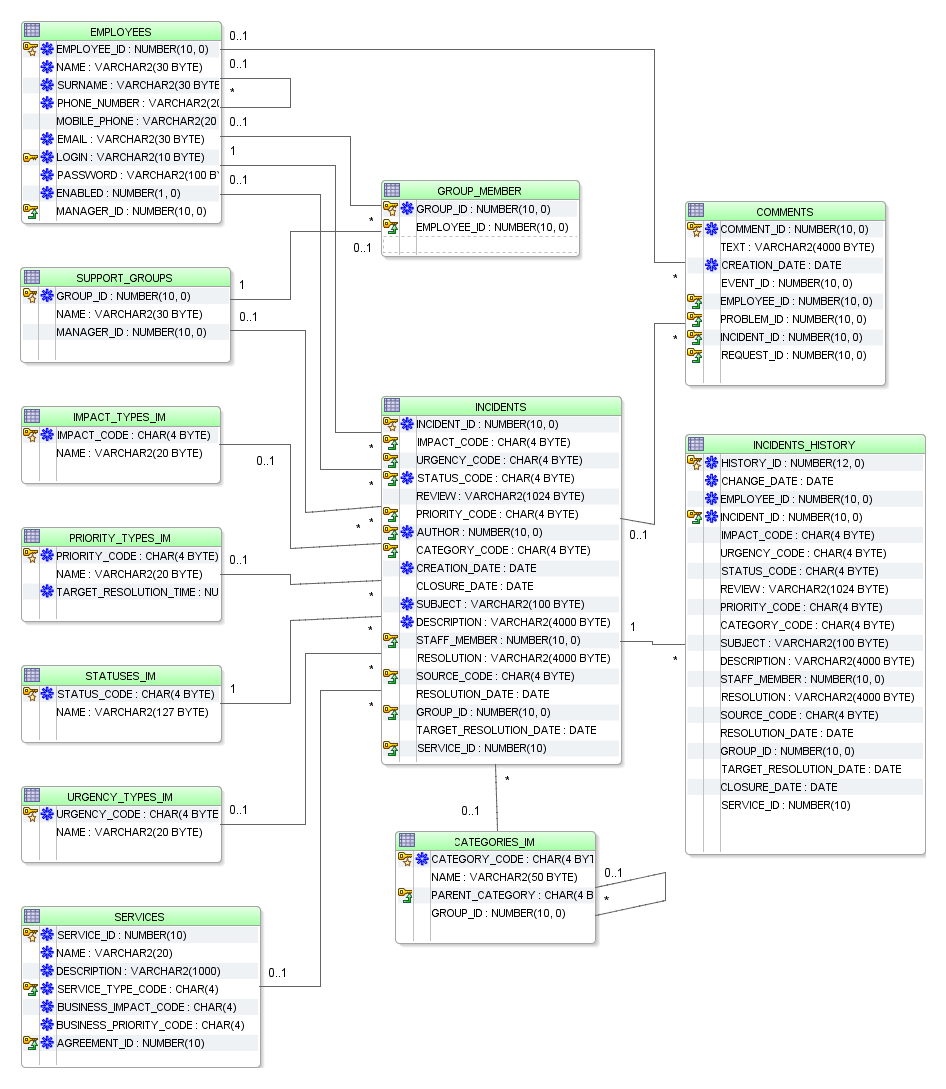 EMPLOYEES
EMPLOYEE_ID : NUMBER(10, 0)
NAME : VARCHAR2(30 BYTE)
SURNAME : VARCHAR2(30 BYTE
PHONE_NUMBER : VARCHAR2(20
MOBILE_PHONE : VARCHAR2(20
EMAIL : VARCHAR2(30 BYTE)
LOGIN : VARCHAR2(10 BYTE)
PASSWORD : VARCHAR2(100 BY
ENABLED : NUMBER(1, 0)
MANAGER_ID : NUMBER(10, 0)
0..1
0..1
*
0..1
1
0..1
GROUP_MEMBER
GROUP_ID : NUMBER(10, 0)
EMPLOYEE_ID : NUMBER(10, 0)
*
0..1
COMMENTS
COMMENT_ID : NUMBER(10, 0)
TEXT : VARCHAR2(4000 BYTE)
CREATION_DATE : DATE
EVENT_ID : NUMBER(10, 0)
EMPLOYEE_ID : NUMBER(10, 0)
PROBLEM_ID : NUMBER(10, 0)
INCIDENT_ID : NUMBER(10, 0)
REQUEST_ID : NUMBER(10, 0)
*
*
SUPPORT_GROUPS
GROUP_ID : NUMBER(10, 0)
NAME : VARCHAR2(30 BYTE)
MANAGER_ID : NUMBER(10, 0)
1
0..1
IMPACT_TYPES_IM
IMPACT_CODE : CHAR(4 BYTE)
NAME : VARCHAR2(20 BYTE)
0..1
PRIORITY_TYPES_IM
PRIORITY_CODE : CHAR(4 BYTE)
NAME : VARCHAR2(20 BYTE)
TARGET_RESOLUTION_TIME : NU
0..1
STATUSES_IM
STATUS_CODE : CHAR(4 BYTE)
NAME : VARCHAR2(127 BYTE)
1
URGENCY_TYPES_IM
URGENCY_CODE : CHAR(4 BYTE
NAME : VARCHAR2(20 BYTE)
0..1
SERVICES
SERVICE_ID : NUMBER(10)
NAME : VARCHAR2(20)
DESCRIPTION : VARCHAR2(1000)
SERVICE_TYPE_CODE : CHAR(4)
BUSINESS_IMPACT_CODE : CHAR(4)
BUSINESS_PRIORITY_CODE : CHAR(4)
AGREEMENT_ID : NUMBER(10)
0..1
INCIDENTS
INCIDENT_ID : NUMBER(10, 0)
IMPACT_CODE : CHAR(4 BYTE)
URGENCY_CODE : CHAR(4 BYTE)
STATUS_CODE : CHAR(4 BYTE)
REVIEW : VARCHAR2(1024 BYTE)
PRIORITY_CODE : CHAR(4 BYTE)
AUTHOR : NUMBER(10, 0)
CATEGORY_CODE : CHAR(4 BYTE)
CREATION_DATE : DATE
CLOSURE_DATE : DATE
SUBJECT : VARCHAR2(100 BYTE)
DESCRIPTION : VARCHAR2(4000 BYTE)
STAFF_MEMBER : NUMBER(10, 0)
RESOLUTION : VARCHAR2(4000 BYTE)
SOURCE_CODE : CHAR(4 BYTE)
RESOLUTION_DATE : DATE
GROUP_ID : NUMBER(10, 0)
TARGET_RESOLUTION_DATE : DATE
SERVICE_ID : NUMBER(10)
*
*
* *
*
*
*
*
0..1
1
*
*
0..1
INCIDENTS_HISTORY
HISTORY_ID : NUMBER(12, 0)
CHANGE_DATE : DATE
EMPLOYEE_ID : NUMBER(10, 0)
INCIDENT_ID : NUMBER(10, 0)
IMPACT_CODE : CHAR(4 BYTE)
URGENCY_CODE : CHAR(4 BYTE)
STATUS_CODE : CHAR(4 BYTE)
REVIEW : VARCHAR2(1024 BYTE)
PRIORITY_CODE : CHAR(4 BYTE)
CATEGORY_CODE : CHAR(4 BYTE)
SUBJECT : VARCHAR2(100 BYTE)
DESCRIPTION : VARCHAR2(4000 BYTE)
STAFF_MEMBER : NUMBER(10, 0)
RESOLUTION : VARCHAR2(4000 BYTE)
SOURCE_CODE : CHAR(4 BYTE)
RESOLUTION_DATE : DATE
GROUP_ID : NUMBER(10, 0)
TARGET_RESOLUTION_DATE : DATE
CLOSURE_DATE : DATE
SERVICE_ID : NUMBER(10)
CATEGORIES_IM
CATEGORY_CODE : CHAR(4 BYT
NAME : VARCHAR2(50 BYTE)
PARENT_CATEGORY : CHAR(4 B
GROUP_ID : NUMBER(10, 0)
0..1
*